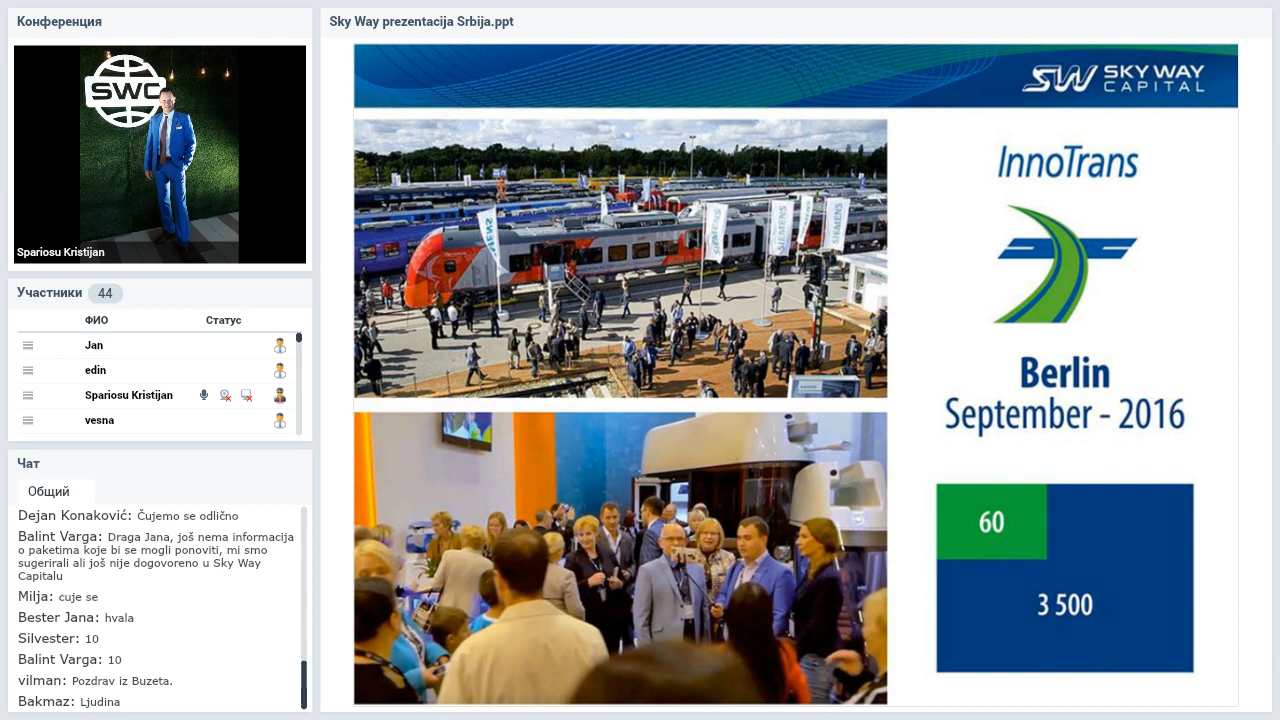 Конференция
SWC
Spariosu Kristijan
Участники 44
ФИО Статус
Jan
edin
Spariosu Kristijan
vesna
Чат
Общий
Dejan Konaković: Čujemo se odlično
Balint Varga: Draga Jana, još nema informacija
o paketima koje bi se mogli ponoviti, mi smo
sugerirali ali još nije dogovoreno u Sky Way
Capitalu
Milja: cuje se
Bester Jana: hvala
Silvester: 10
Balint Varga: 10
vilman: Pozdrav iz Buzeta.
Bakmaz: Ljudina
Sky Way prezentacija Srbija.ppt
SW SKY WAY
CAPITAL
SIEMENS
SIEMENS
SIEMENS
SIEMENS
InnoTrans
Berlin
September - 2016
60
3 500